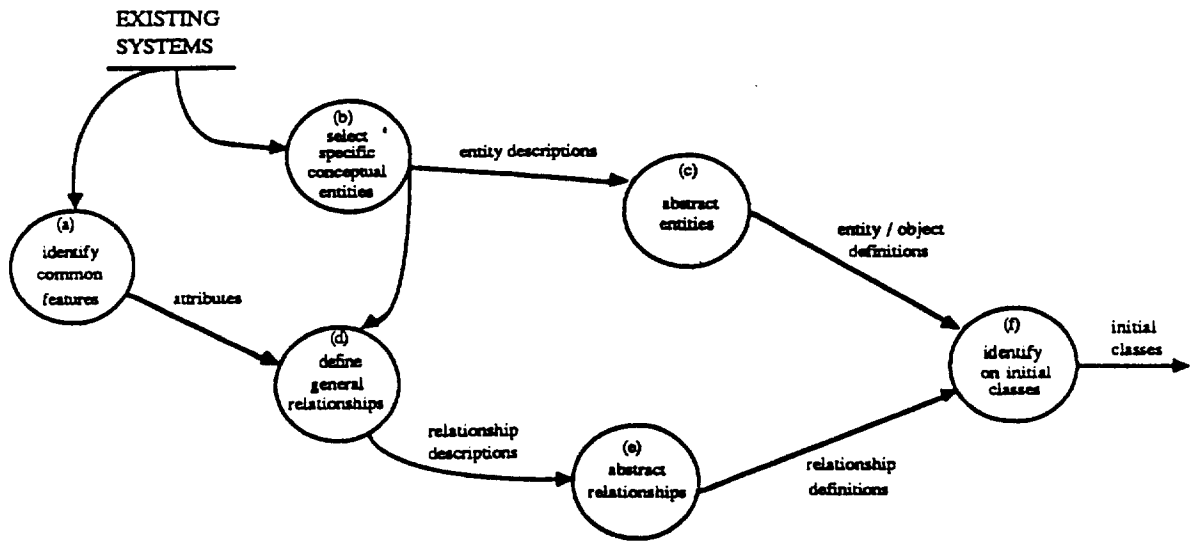 EXISTING
SYSTEMS
(b)
select
specific
conceptual
entities
entity descriptions
(c)
abstract
entities
(a)
identify
common
features
entity / object
definitions
attributes
(d)
define
general
relationships
(f)
identify
on initial
classes
initial
classes
relationship
descriptions
(e)
abstract
relationships
relationship
definitions